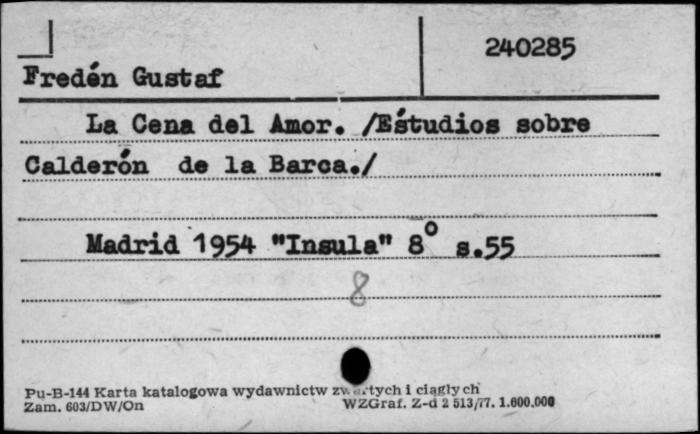 240285
Fredén Gustaf
La Cena del Amor. /Estudios sobre
Calderón de la Barca./
Madrid 1954 "Insula" 8° s.55
8
Pu-B-144 Karta katalogowa wydawnictw zwartych i ciągłych
Zam. 603/DW/On WZGraf. Z-d 2 513/77. 1.600.000